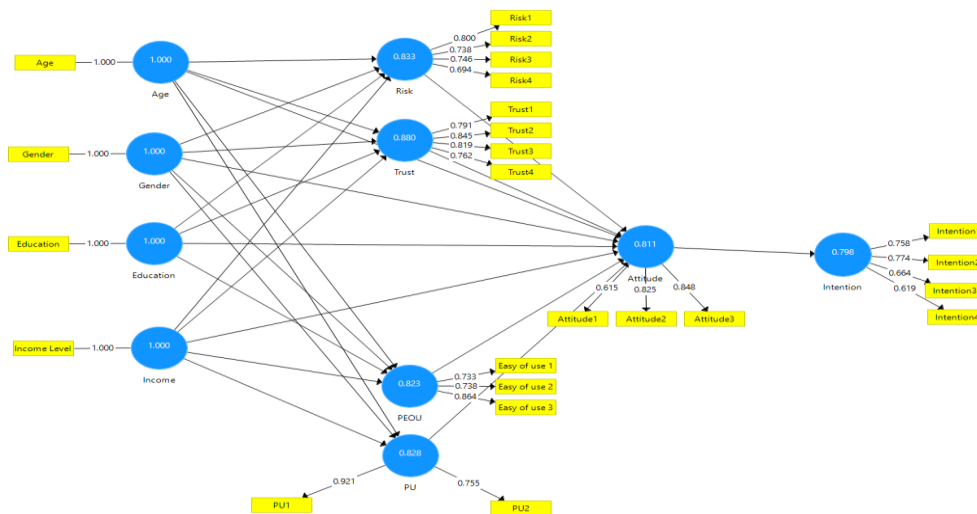 Age
1.000
1.000
Age
Gender
1.000
1.000
Gender
Education
1.000
1.000
Education
Income Level
1.000
1.000
Income
0.833
Risk
0.800
0.738
0.746
0.694
Risk1
Risk2
Risk3
Risk4
0.880
Trust
0.791
0.845
0.819
0.762
Trust1
Trust2
Trust3
Trust4
0.811
Attitude
0.615
0.825
0.848
Attitude1
Attitude2
Attitude3
0.798
Intention
0.758
0.774
0.664
0.619
Intention
Intention2
Intention3
Intention4
0.823
PEOU
0.733
0.738
0.864
Easy of use 1
Easy of use 2
Easy of use 3
0.828
PU
0.921
0.755
PU1
PU2